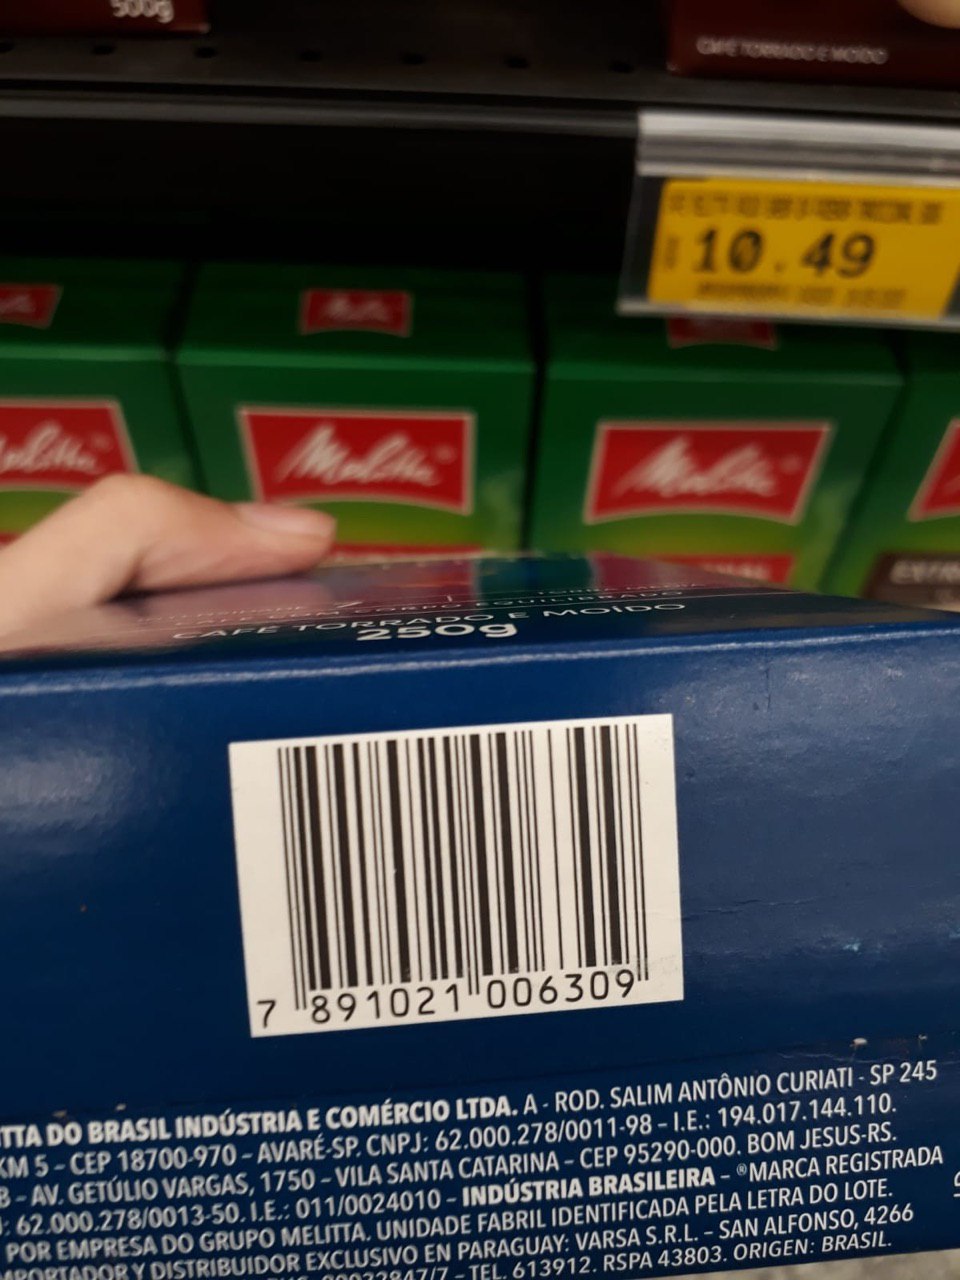 500g
CAFÉ TORRADO E MOÍDO
10.49
Melitta
Melitta
Melitta
Melitta
CAFÉ TORRADO E MOÍDO
250g
7 891021 006309
ITTA DO BRASIL INDÚSTRIA E COMÉRCIO LTDA. A - ROD. SALIM ANTÔNIO CURIATI - SP 245
KM 5 - CEP 18700-970 - AVARÉ-SP. CNPJ: 62.000.278/0011-98 - I.E.: 194.017.144.110.
B - AV. GETÚLIO VARGAS, 1750 - VILA SANTA CATARINA - CEP 95290-000. BOM JESUS-RS.
: 62.000.278/0013-50. I.E.: 011/0024010 - INDÚSTRIA BRASILEIRA - ®MARCA REGISTRADA
POR EMPRESA DO GRUPO MELITTA. UNIDADE FABRIL IDENTIFICADA PELA LETRA DO LOTE.
MPORTADOR Y DISTRIBUIDOR EXCLUSIVO EN PARAGUAY: VARSA S.R.L. - SAN ALFONSO, 4266
- TEL. 613912. RSPA 43803. ORIGEN: BRASIL.